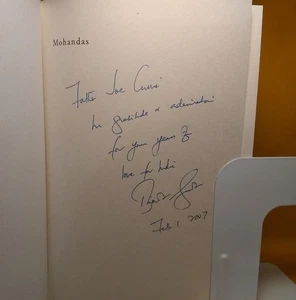 Mohandas
Father Joe Currie
In gratitude & admiration
for your years of
love for India
Feb 1 2007